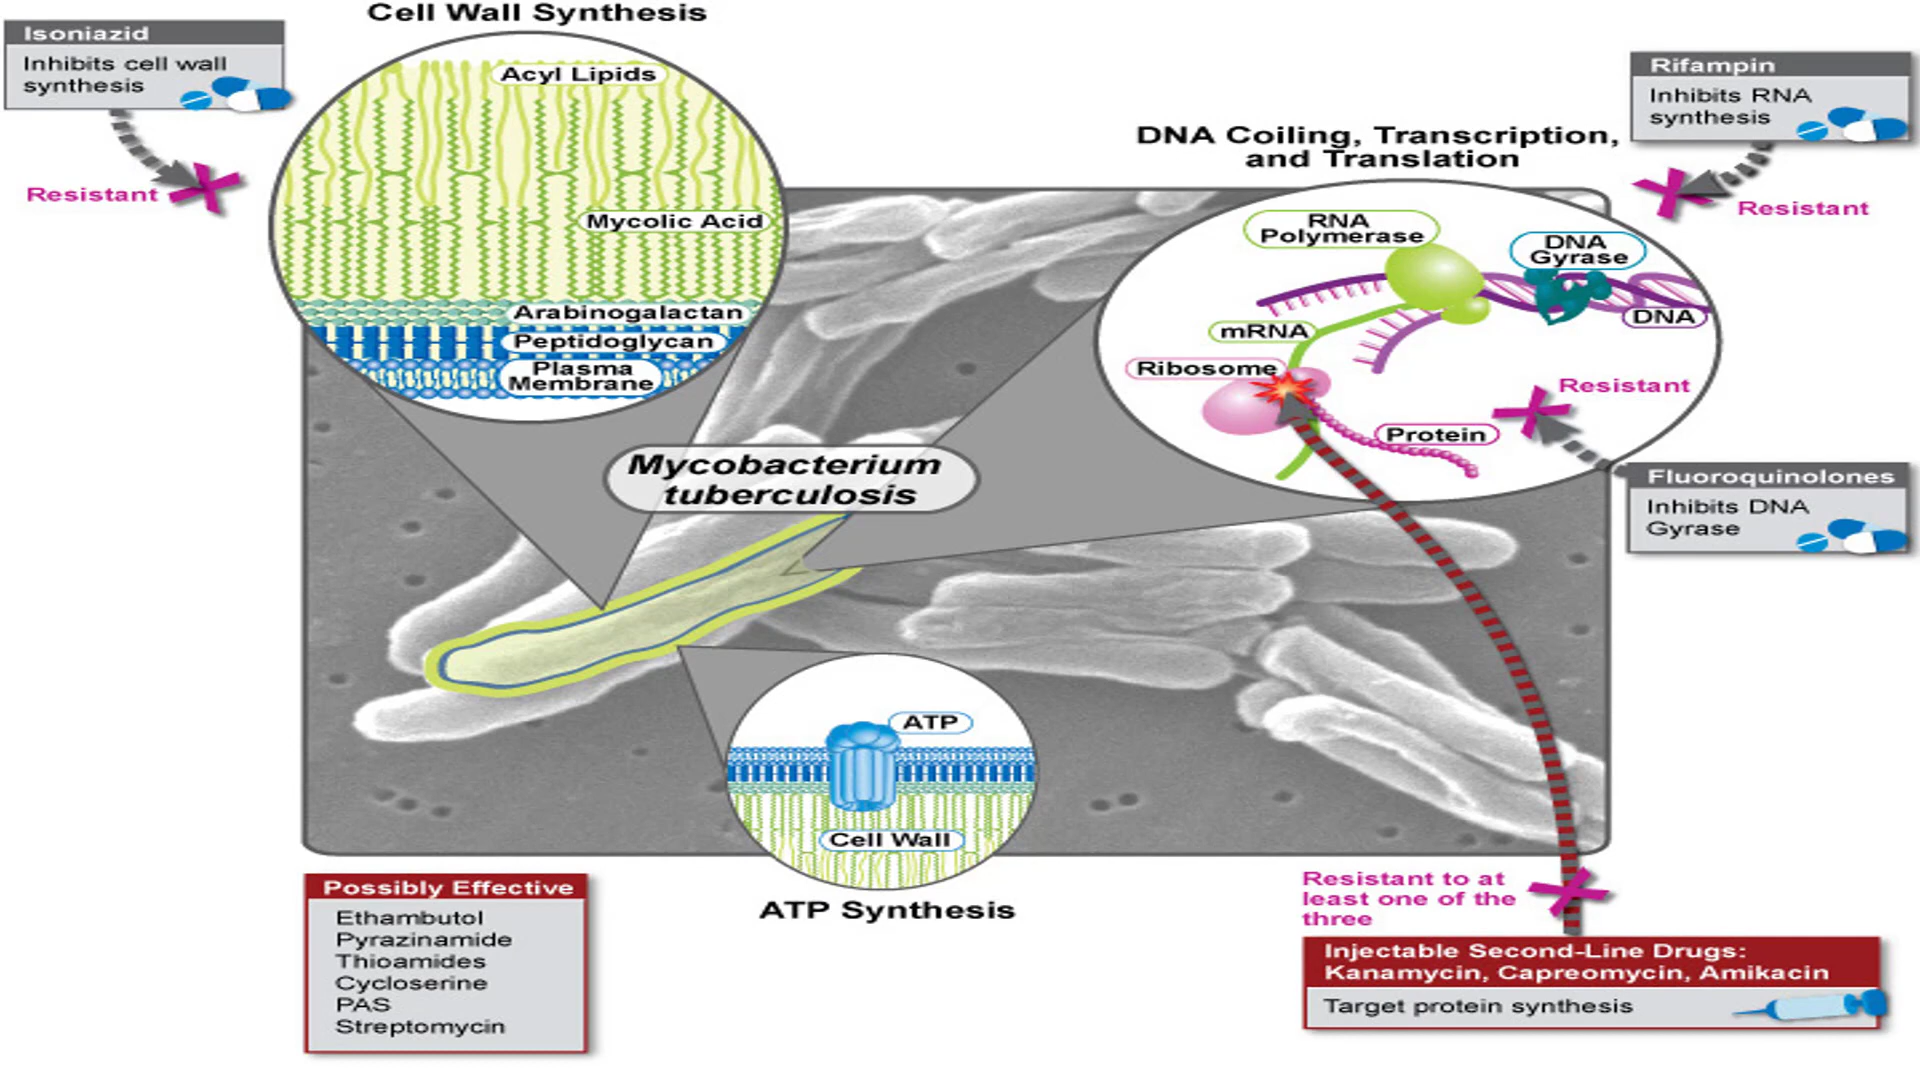 Cell Wall Synthesis
Isoniazid
Inhibits cell wall
synthesis
Resistant
Acyl Lipids
Mycolic Acid
Arabinogalactan
Peptidoglycan
Plasma
Membrane
Rifampin
Inhibits RNA
synthesis
Resistant
DNA Coiling, Transcription,
and Translation
RNA
Polymerase
DNA
Gyrase
DNA
mRNA
Ribosome
Resistant
Protein
Fluoroquinolones
Inhibits DNA
Gyrase
Mycobacterium
tuberculosis
ATP
Cell Wall
ATP Synthesis
Possibly Effective
Ethambutol
Pyrazinamide
Thioamides
Cycloserine
PAS
Streptomycin
Resistant to at
least one of the
three
Injectable Second-Line Drugs:
Kanamycin, Capreomycin, Amikacin
Target protein synthesis